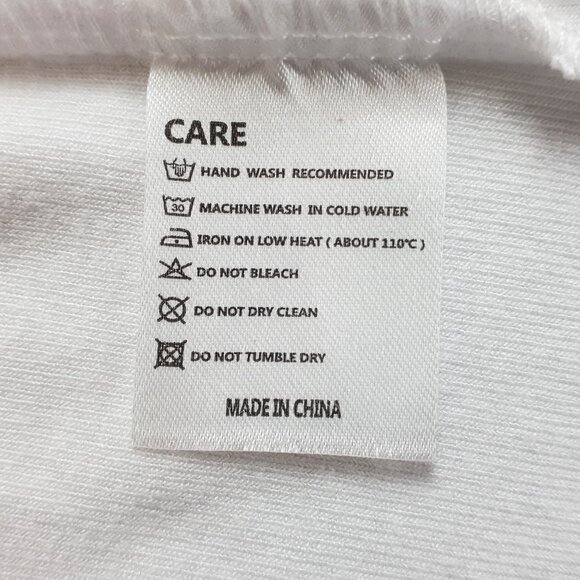 CARE
HAND WASH RECOMMENDED
30 MACHINE WASH IN COLD WATER
IRON ON LOW HEAT ( ABOUT 110℃ )
DO NOT BLEACH
DO NOT DRY CLEAN
DO NOT TUMBLE DRY
MADE IN CHINA